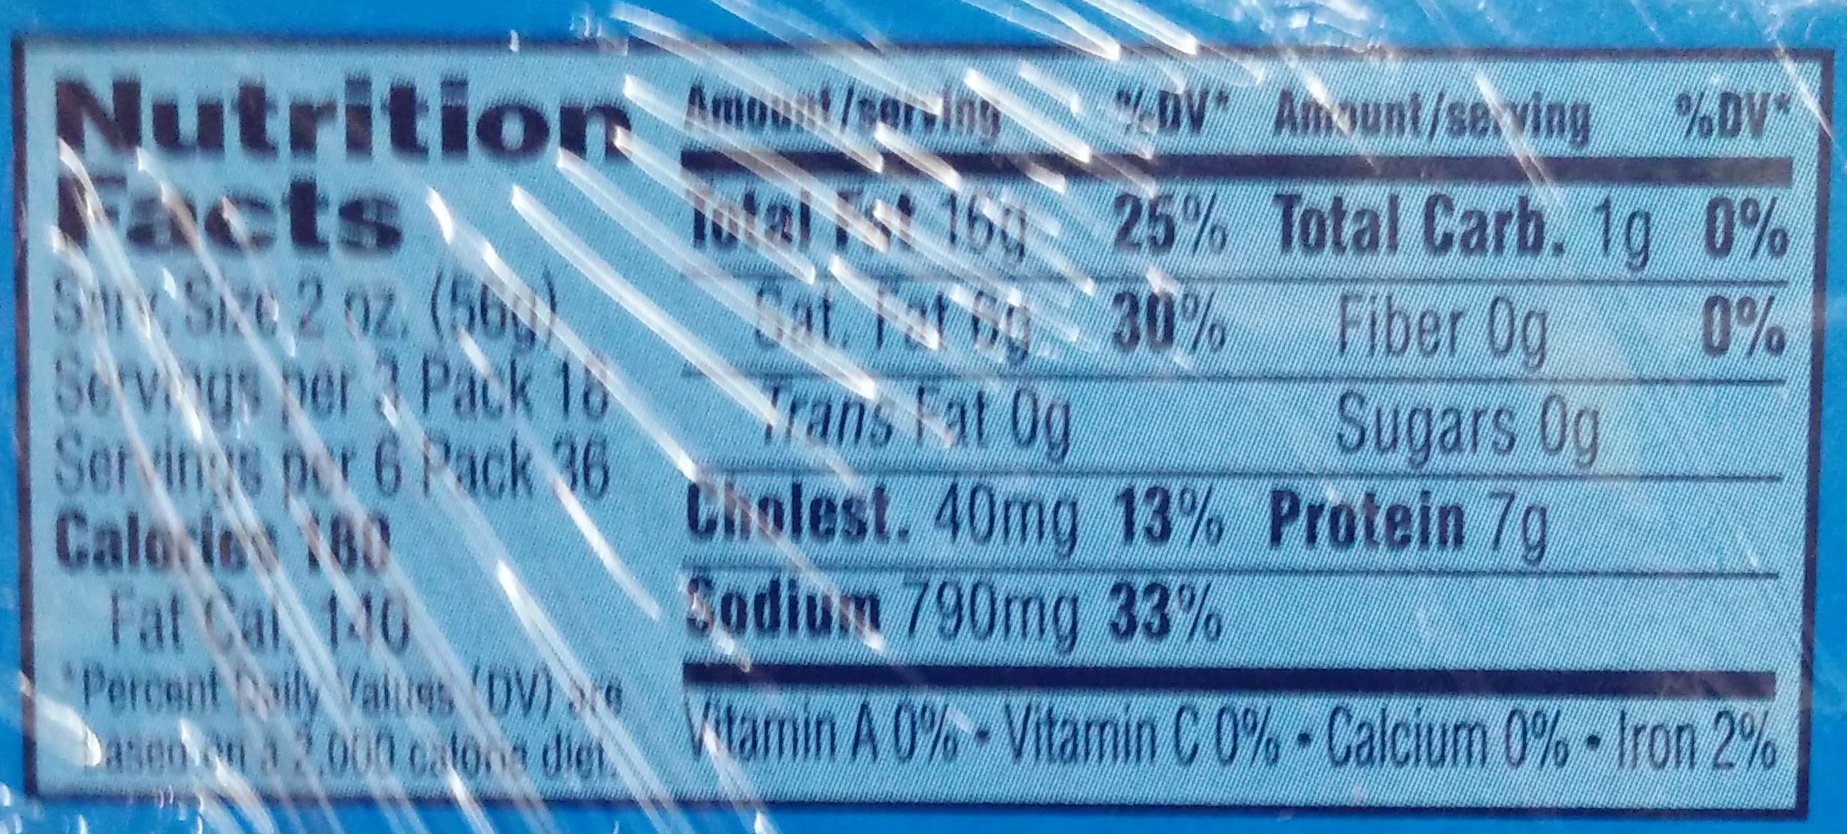 Nutrition
Facts
Serv. Size 2 oz. (56g)
Servings per 3 Pack 18
Servings per 6 Pack 36
Calories 180
Fat Cal. 140
*Percent Daily Values (DV) are
based on a 2,000 calorie diet.
Amount/serving %DV* Amount/serving %DV*
Total Fat 16g 25% Total Carb. 1g 0%
Sat. Fat 6g 30% Fiber 0g 0%
Trans Fat 0g Sugars 0g
Cholest. 40mg 13% Protein 7g
Sodium 790mg 33%
Vitamin A 0% • Vitamin C 0% • Calcium 0% • Iron 2%